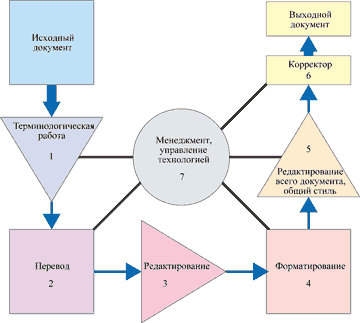 Исходный
документ
Терминологическая
работа
1
Перевод
2
Редактирование
3
Форматирование
4
5
Редактирование
всего документа,
общий стиль
Корректор
6
Выходной
документ
Менеджмент,
управление
технологией
7